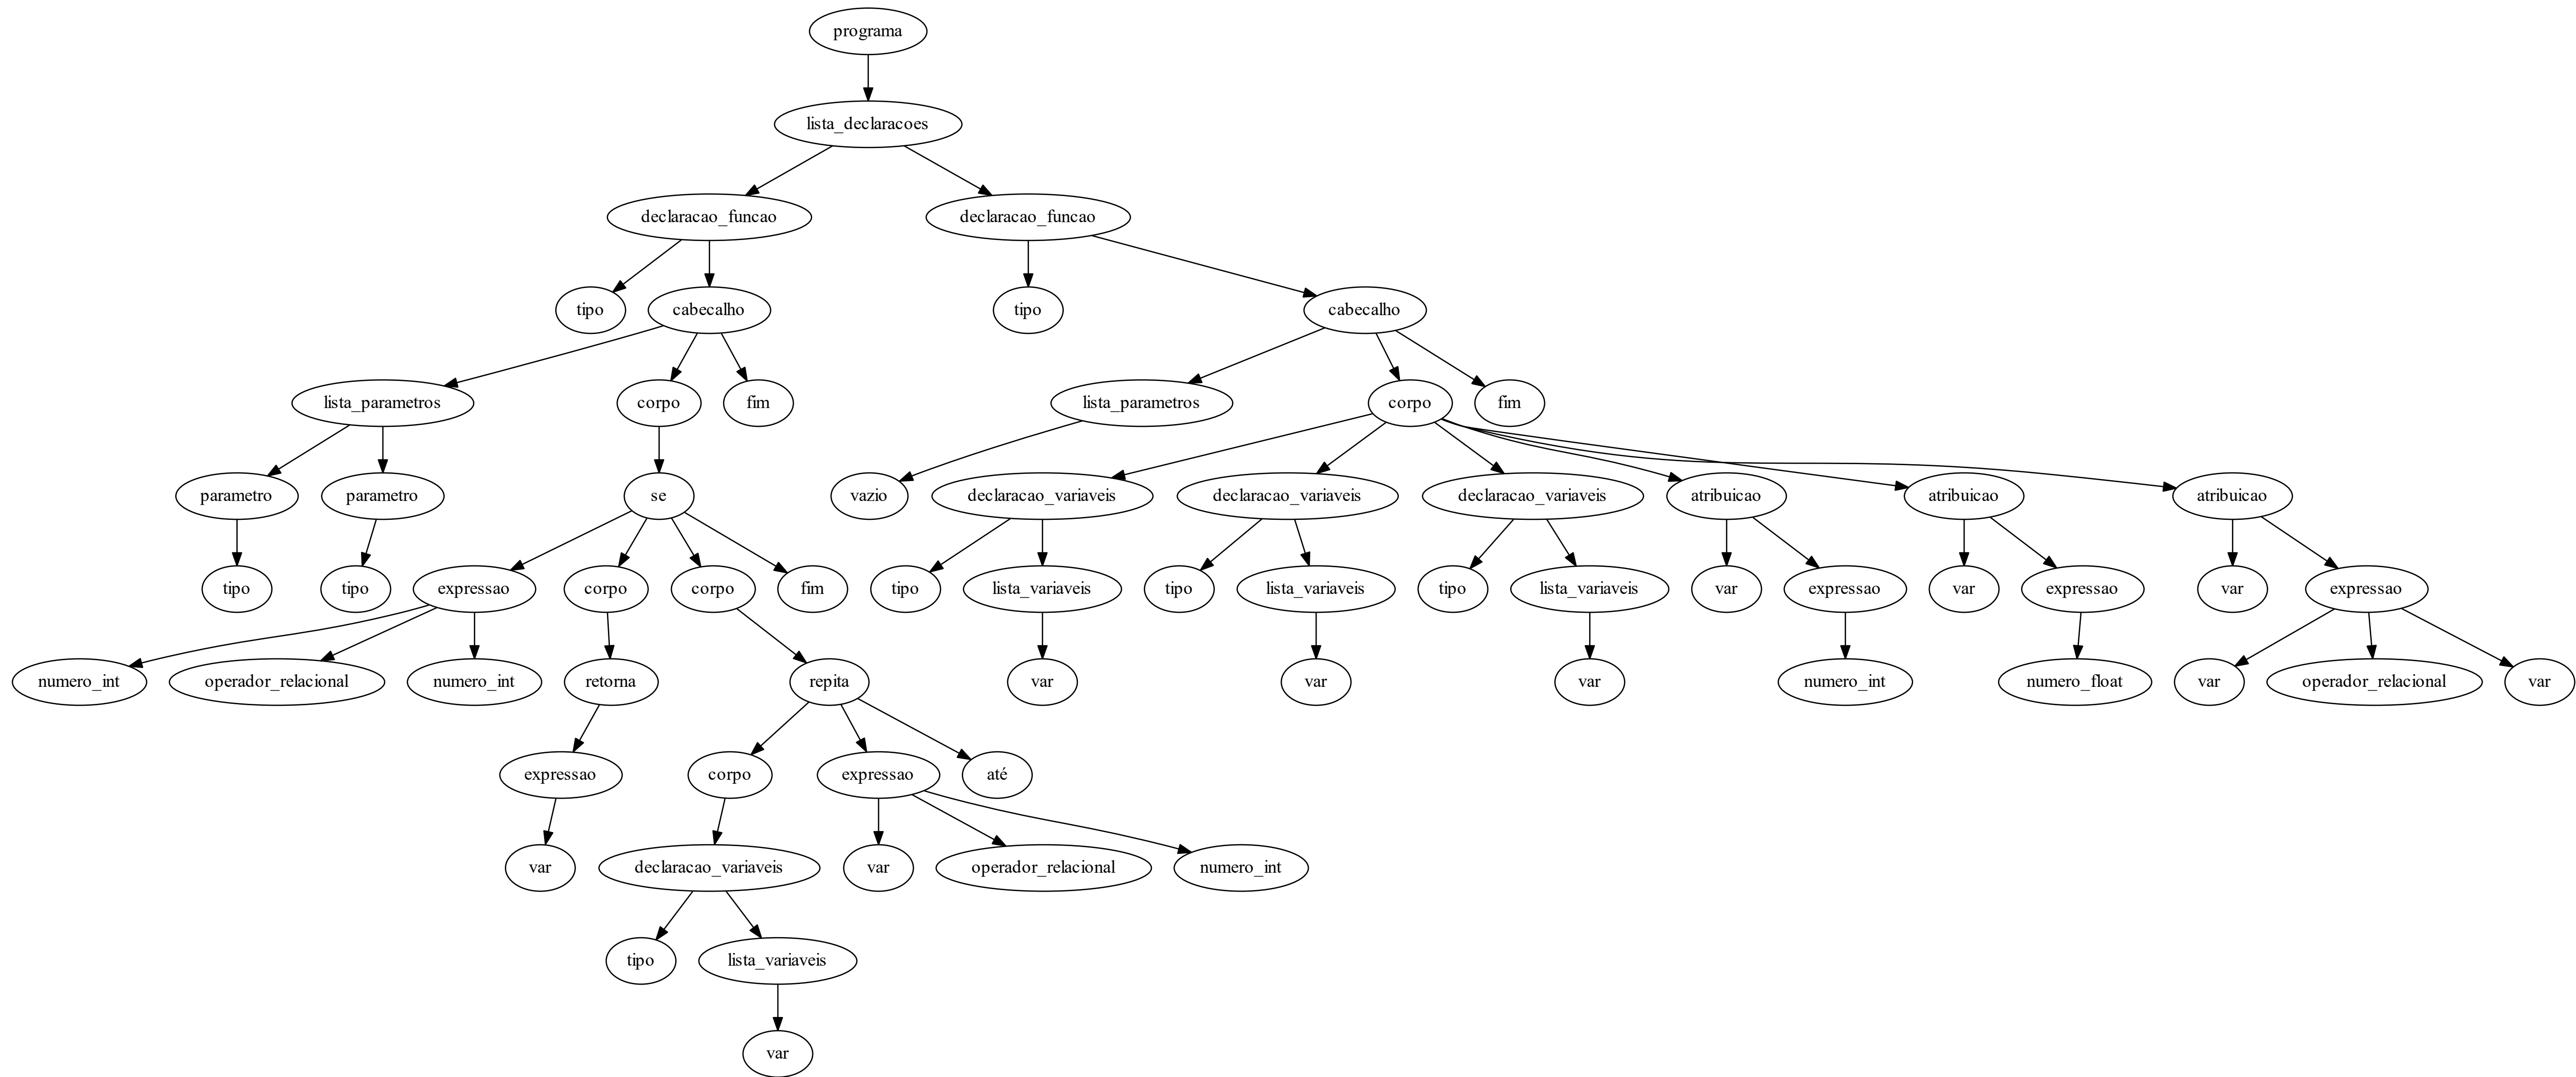 programa
lista_declaracoes
declaracao_funcao
declaracao_funcao
tipo
cabecalho
tipo
cabecalho
lista_parametros
corpo
fim
lista_parametros
corpo
fim
parametro
parametro
se
vazio
declaracao_variaveis
declaracao_variaveis
declaracao_variaveis
atribuicao
atribuicao
atribuicao
tipo
tipo
expressao
corpo
corpo
fim
tipo
lista_variaveis
tipo
lista_variaveis
tipo
lista_variaveis
var
expressao
var
expressao
var
expressao
numero_int
operador_relacional
numero_int
retorna
repita
var
var
var
numero_int
numero_float
var
operador_relacional
var
expressao
corpo
expressao
até
var
declaracao_variaveis
var
operador_relacional
numero_int
tipo
lista_variaveis
var